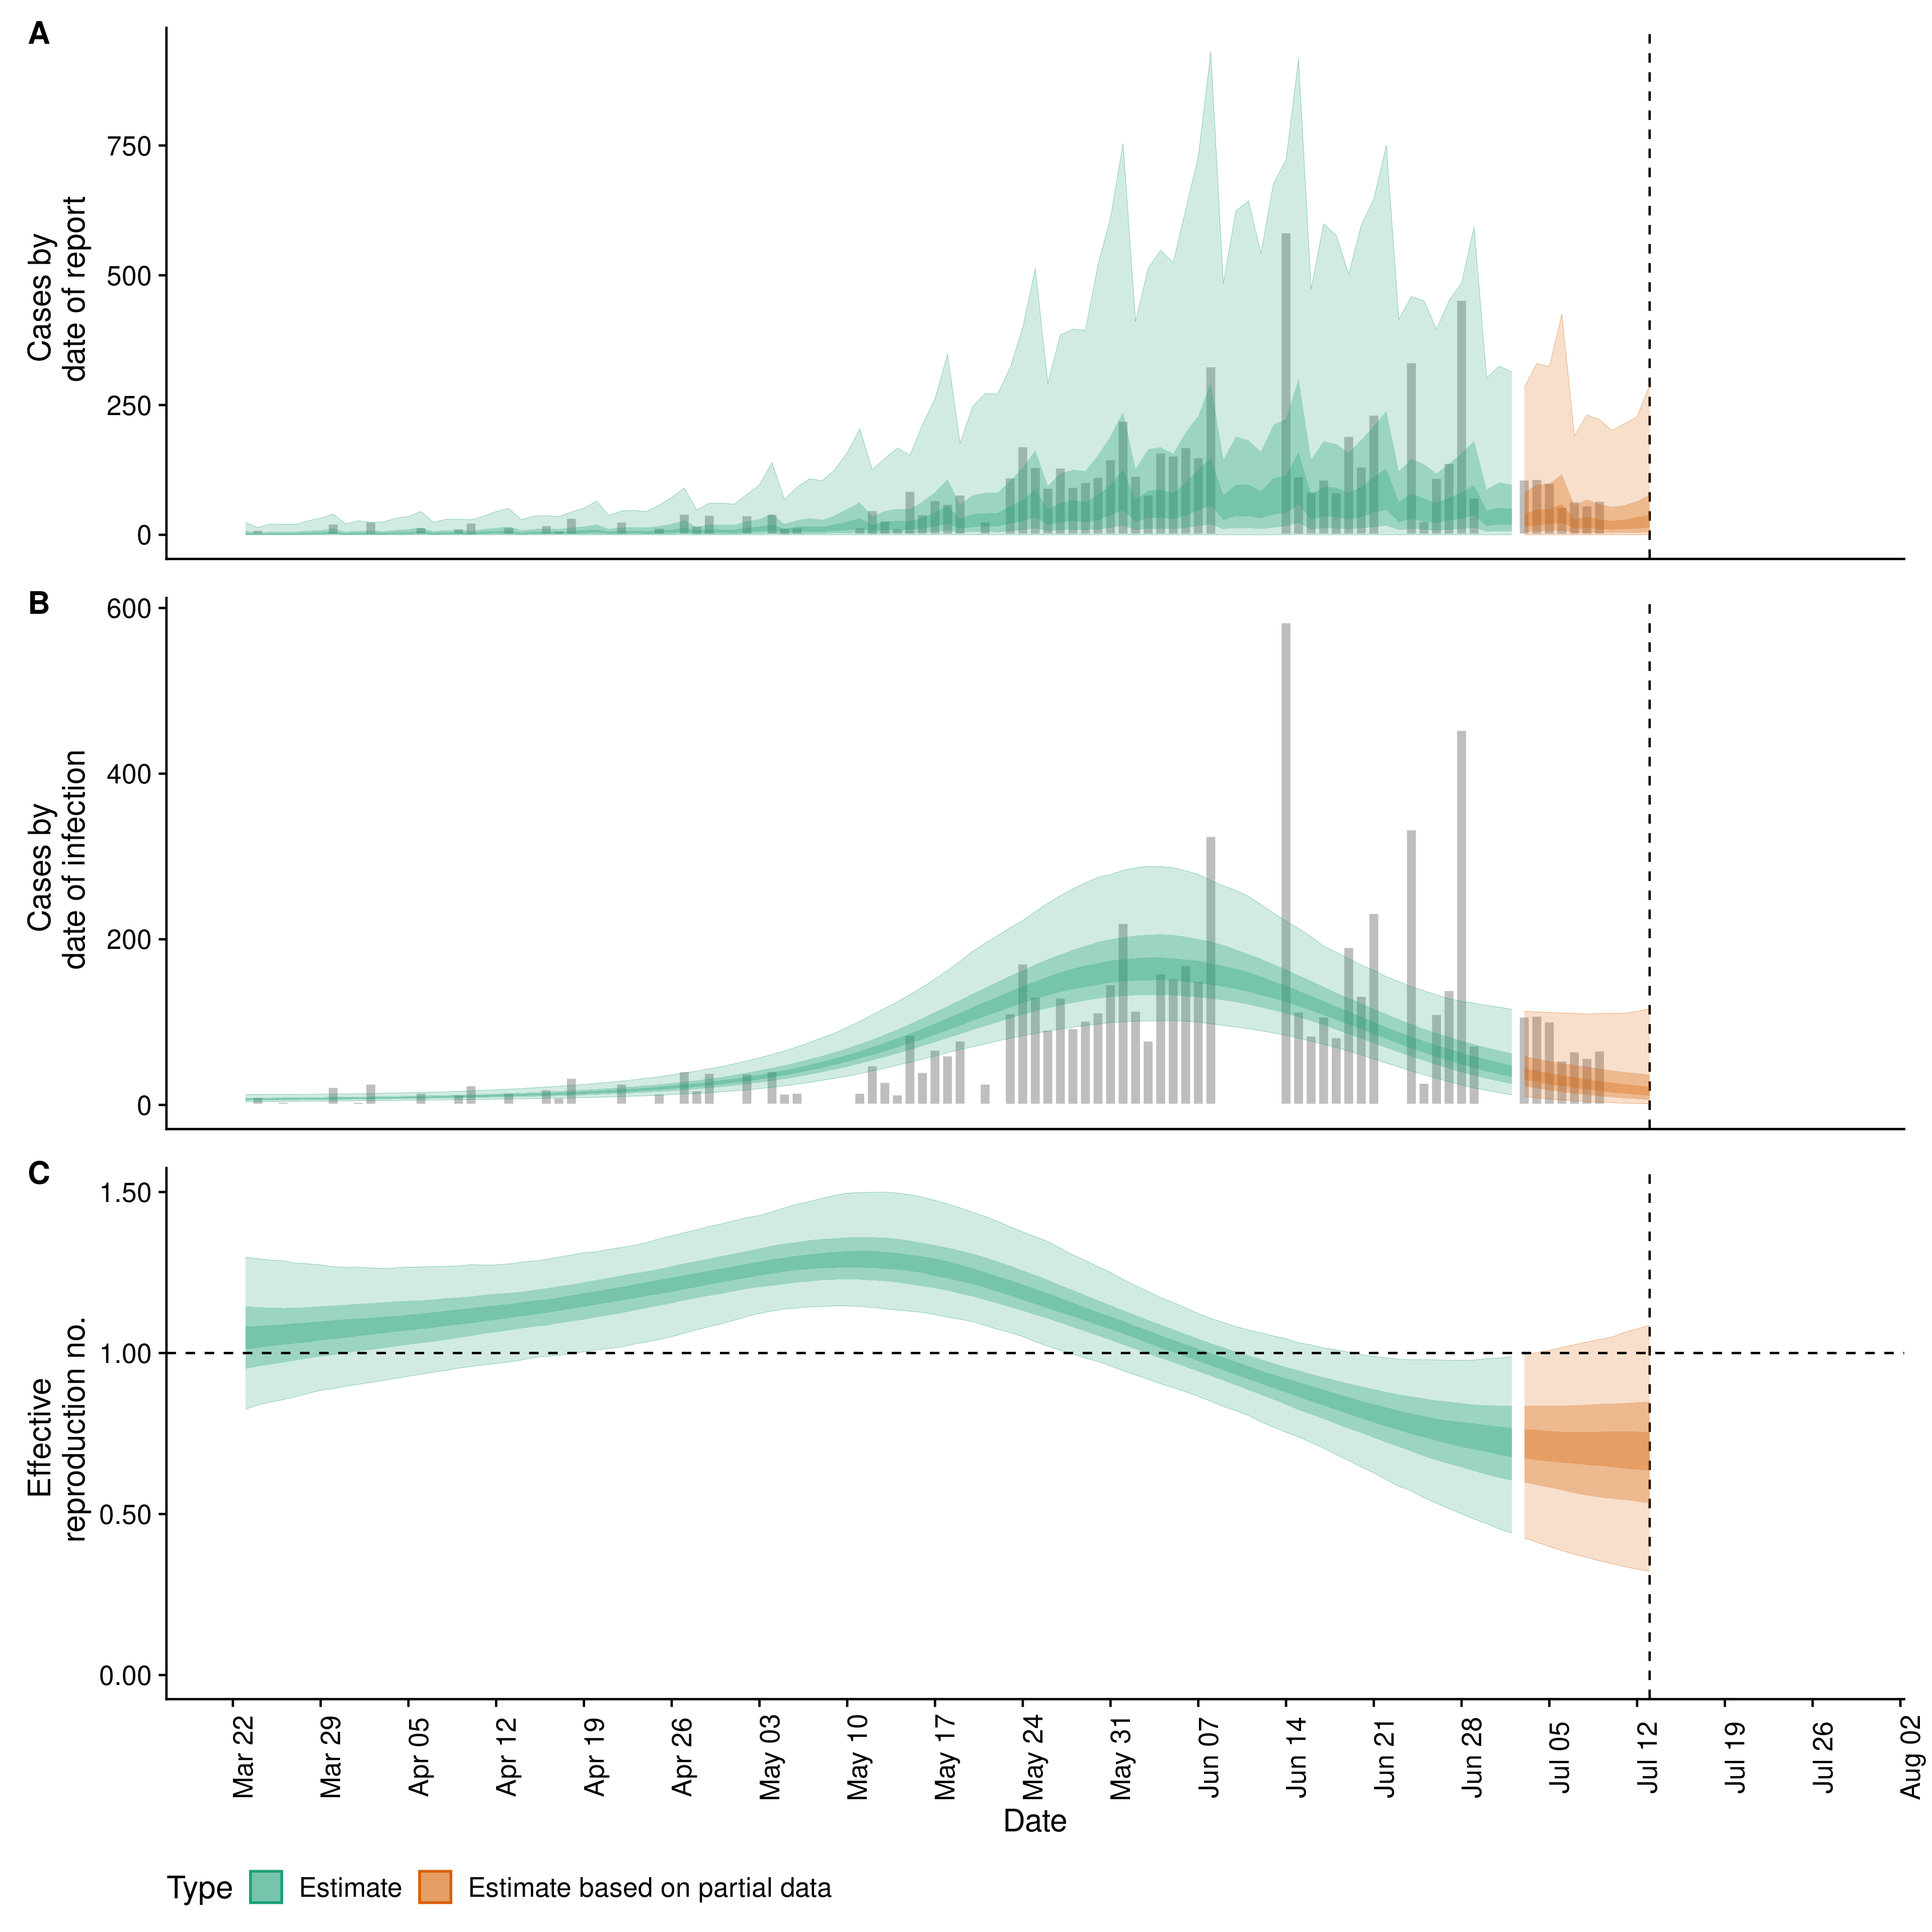 A
Cases by
date of report
750
500
250
0
B
Cases by
date of infection
600
400
200
0
C
Effective
reproduction no.
1.50
1.00
0.50
0.00
Mar 22
Mar 29
Apr 05
Apr 12
Apr 19
Apr 26
May 03
May 10
May 17
May 24
May 31
Jun 07
Jun 14
Jun 21
Jun 28
Jul 05
Jul 12
Jul 19
Jul 26
Aug 02
Date
Type Estimate Estimate based on partial data